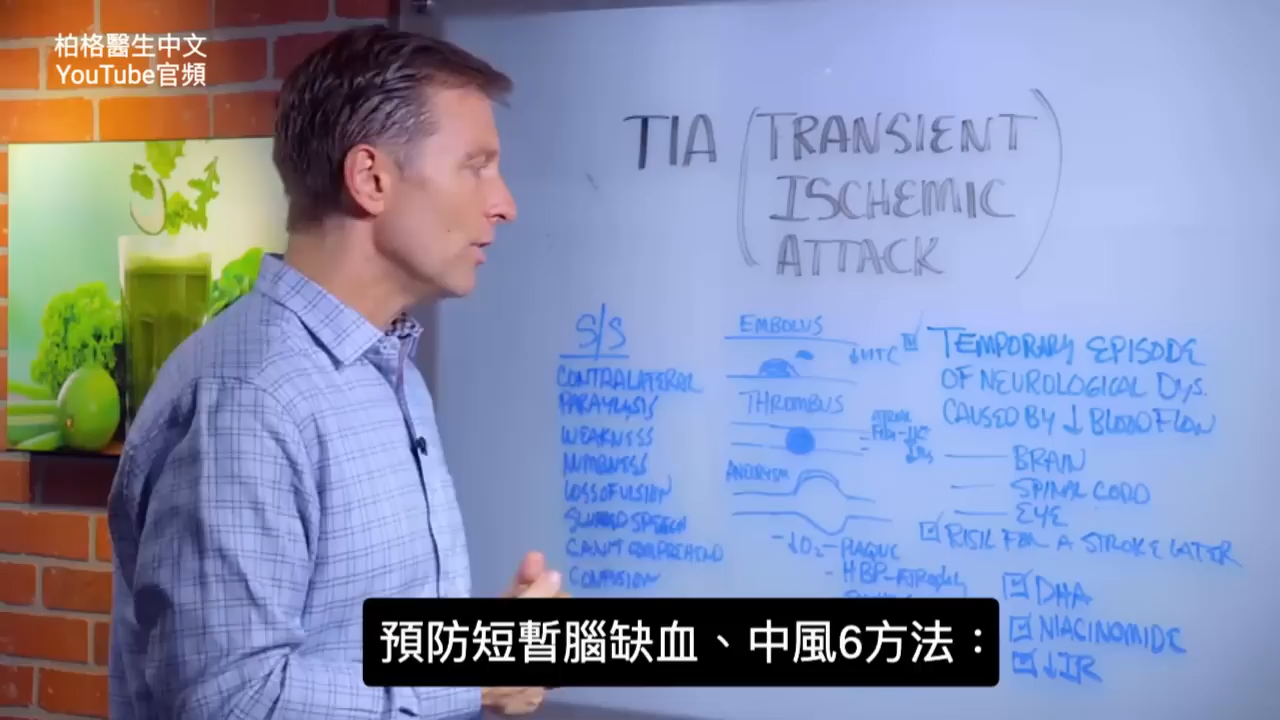 柏格醫生中文
YouTube官頻
TIA (TRANSIENT
ISCHEMIC
ATTACK)
S/S
CONTRALATERAL
PARAYLASIS
WEAKNESS
NUMBNESS
LOSS OF VISION
SLURRED SPEECH
CAN'T COMPREHEND
CONFUSION
EMBOLUS
THROMBUS
ANEURYSM
-↓O₂-PLAQUE
- HBP-
TEMPORARY EPISODE
OF NEUROLOGICAL DYS.
CAUSED BY ↓ BLOOD FLOW
BRAIN
SPINAL CORD
EYE
RISK FOR A STROKE LATER
DHA
NIACINOMIDE
↓IR
預防短暫腦缺血、中風6方法：